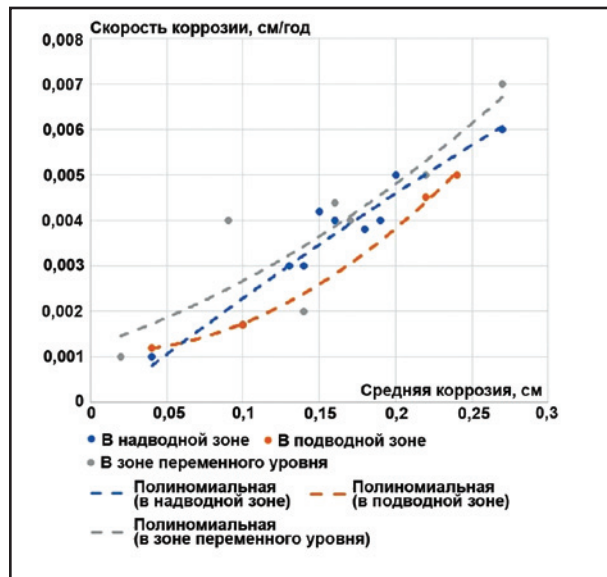 Скорость коррозии, см/год
0,008
0,007
0,006
0,005
0,004
0,003
0,002
0,001
0
Средняя коррозия, см
0 0,05 0,1 0,15 0,2 0,25 0,3
В надводной зоне В подводной зоне
В зоне переменного уровня
Полиномиальная Полиномиальная
(в надводной зоне) (в подводной зоне)
Полиномиальная
(в зоне переменного уровня)